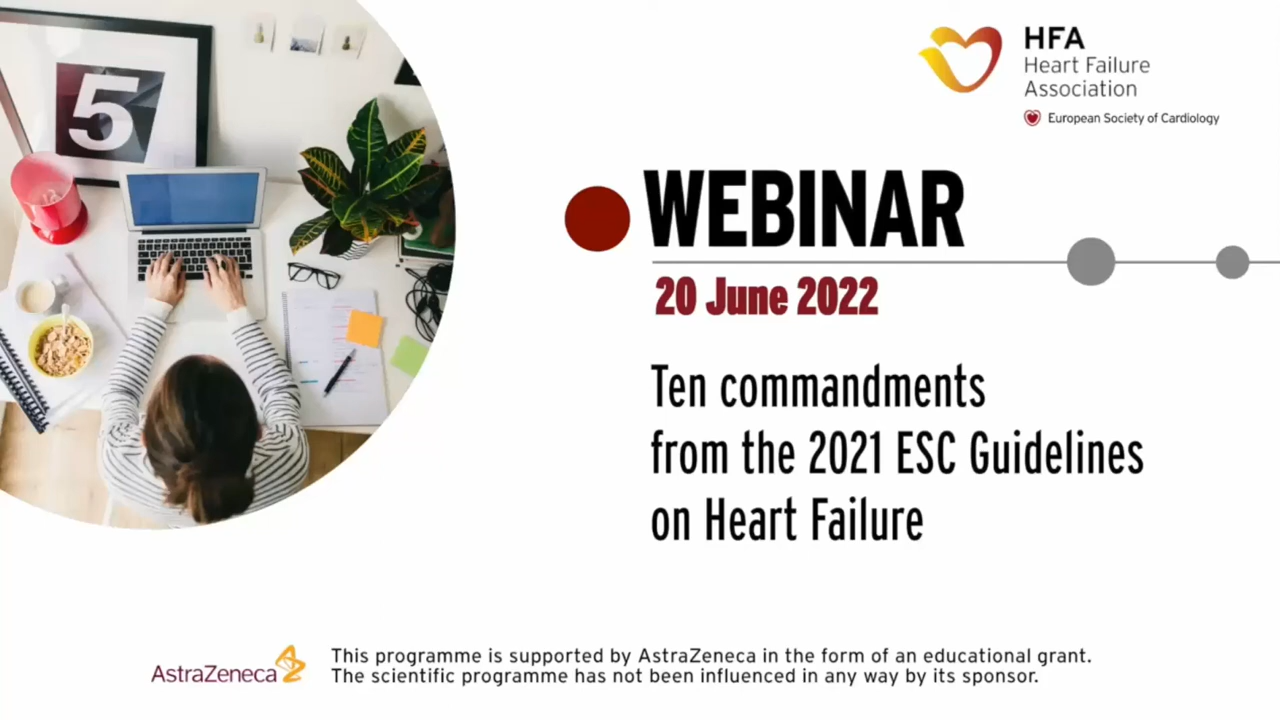 5
HFA
Heart Failure
Association
European Society of Cardiology
WEBINAR
20 June 2022
Ten commandments
from the 2021 ESC Guidelines
on Heart Failure
AstraZeneca
This programme is supported by AstraZeneca in the form of an educational grant.
The scientific programme has not been influenced in any way by its sponsor.